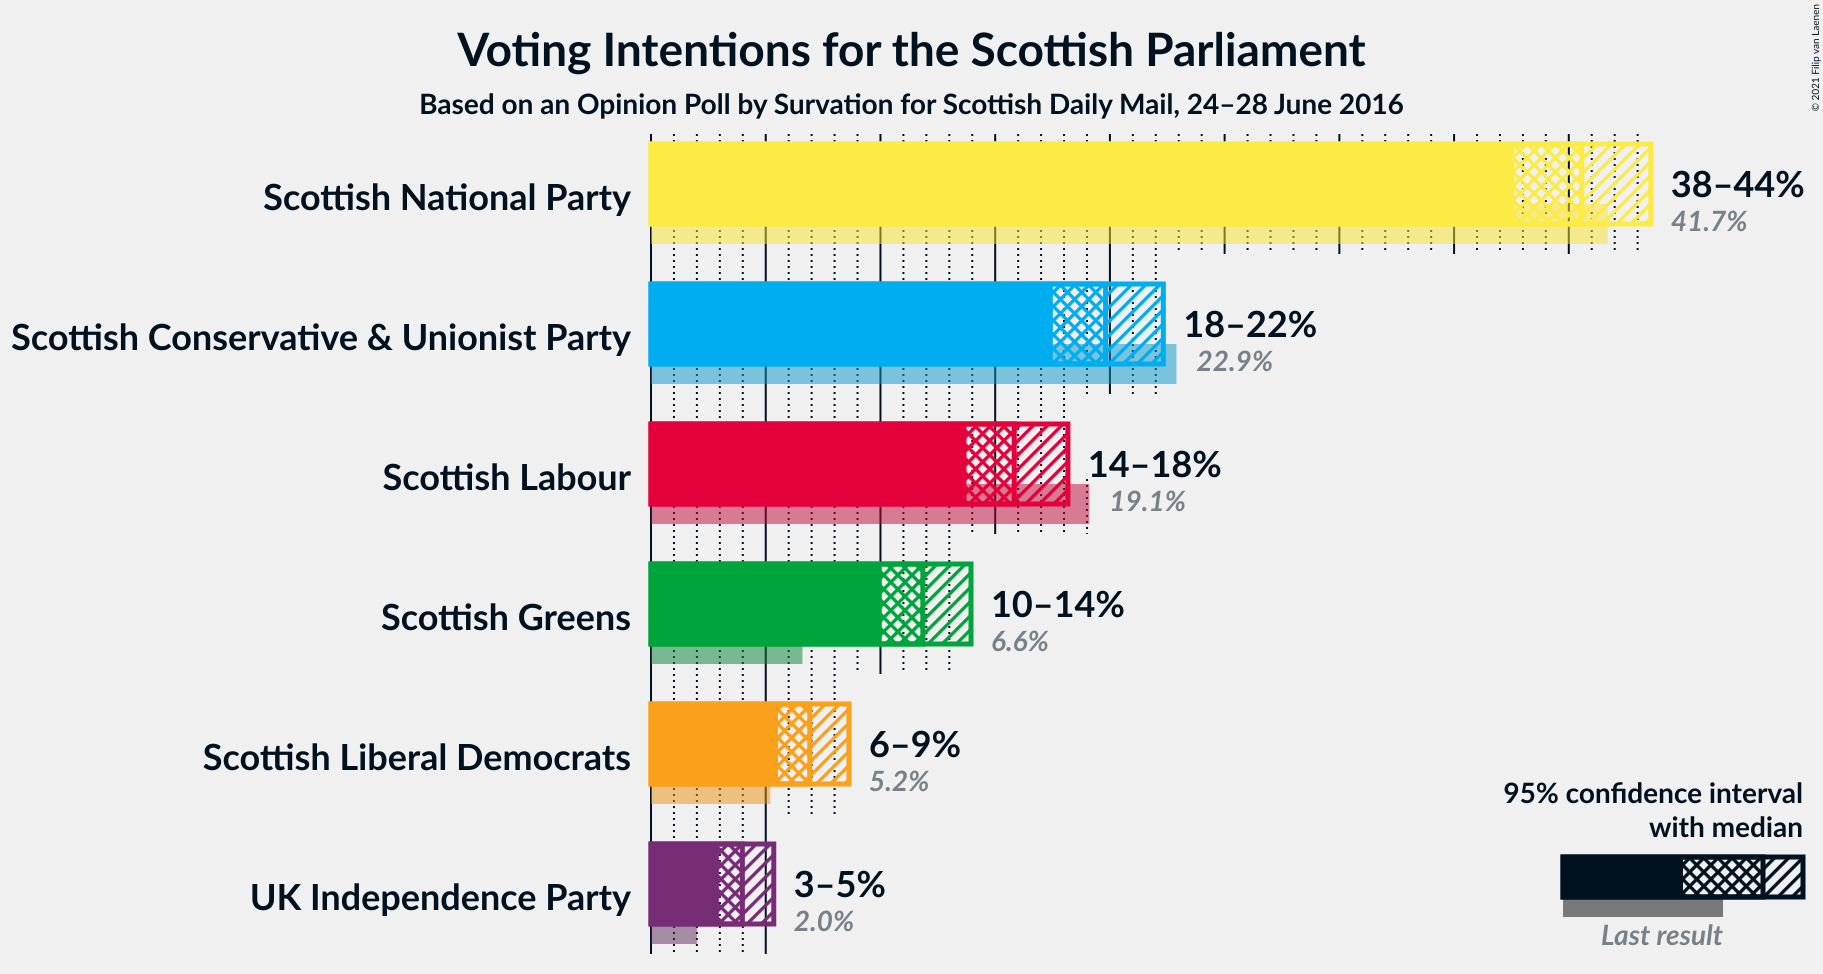 Voting Intentions for the Scottish Parliament
Based on an Opinion Poll by Survation for Scottish Daily Mail, 24–28 June 2016
© 2021 Filip van Laenen
Scottish National Party
38–44%
41.7%
Scottish Conservative & Unionist Party
18–22%
22.9%
Scottish Labour
14–18%
19.1%
Scottish Greens
10–14%
6.6%
Scottish Liberal Democrats
6–9%
5.2%
UK Independence Party
3–5%
2.0%
95% confidence interval
with median
Last result